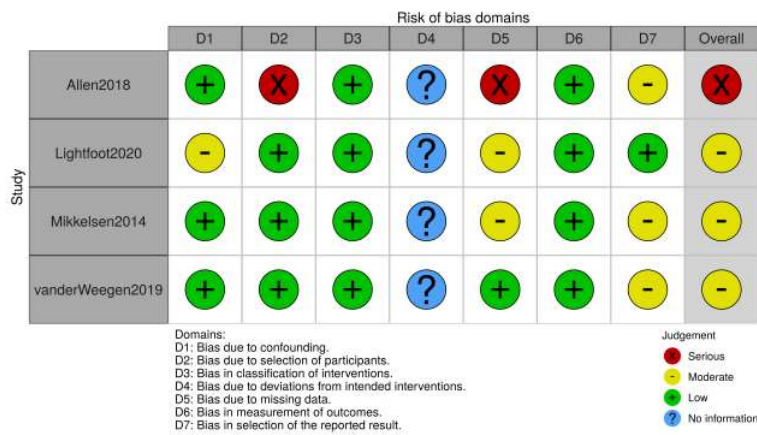 Risk of bias domains
D1 D2 D3 D4 D5 D6 D7 Overall
Study
Allen2018 + X + ? X + - X
Lightfoot2020 - + + ? - + + -
Mikkelsen2014 + + + ? - + - -
vanderWeegen2019 + + + ? + + - -
Domains:
D1: Bias due to confounding.
D2: Bias due to selection of participants.
D3: Bias in classification of interventions.
D4: Bias due to deviations from intended interventions.
D5: Bias due to missing data.
D6: Bias in measurement of outcomes.
D7: Bias in selection of the reported result.
Judgement
X Serious
- Moderate
+ Low
? No information